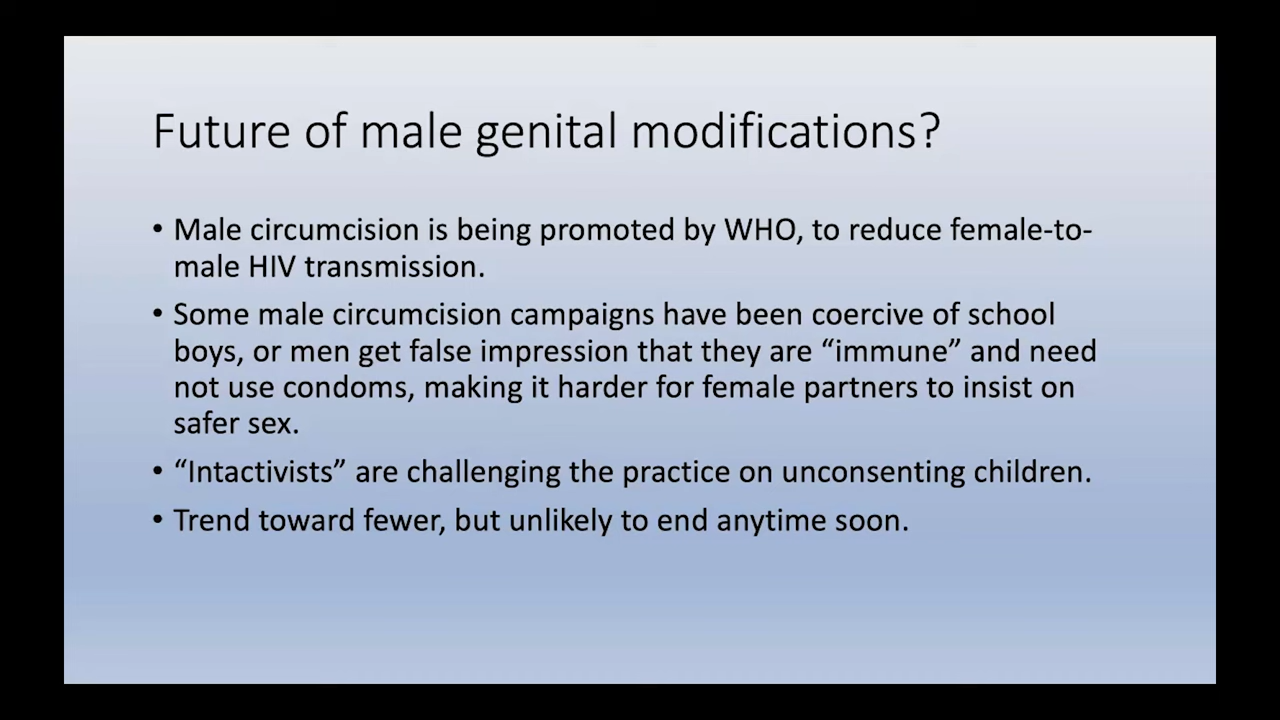 Future of male genital modifications?
• Male circumcision is being promoted by WHO, to reduce female-to-
male HIV transmission.
• Some male circumcision campaigns have been coercive of school
boys, or men get false impression that they are “immune” and need
not use condoms, making it harder for female partners to insist on
safer sex.
• “Intactivists” are challenging the practice on unconsenting children.
• Trend toward fewer, but unlikely to end anytime soon.